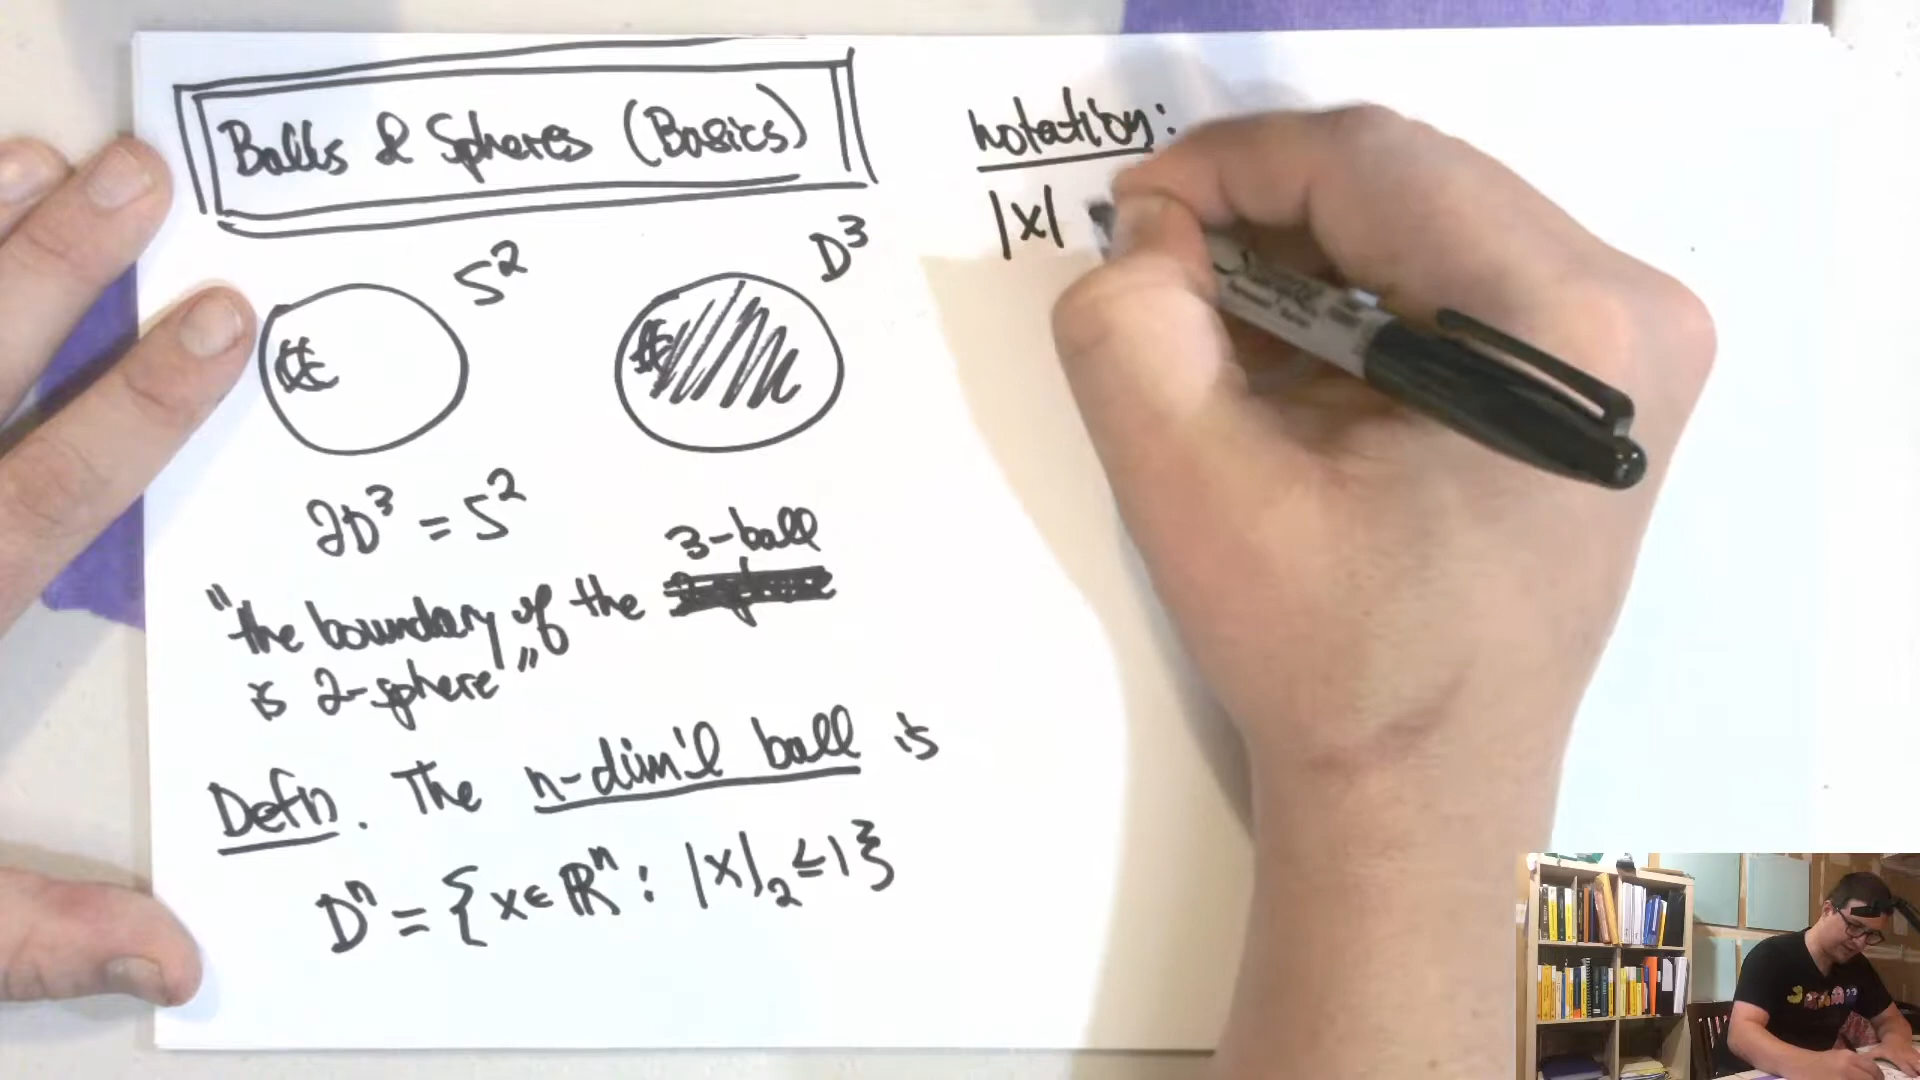 Balls & Spheres (Basics)
S²
D³
∂D³ = S²
3-ball
"the boundary of the
is 2-sphere"
Defn. The n-dim'l ball is
Dⁿ = {x ∈ ℝⁿ : |x|₂ ≤ 1}
notation:
|x|
Sharpie